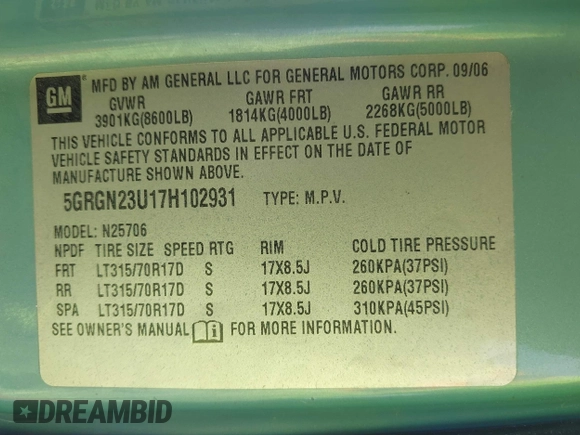 GM
®
MFD BY AM GENERAL LLC FOR GENERAL MOTORS CORP. 09/06
GVWR GAWR FRT GAWR RR
3901KG(8600LB) 1814KG(4000LB) 2268KG(5000LB)
THIS VEHICLE CONFORMS TO ALL APPLICABLE U.S. FEDERAL MOTOR
VEHICLE SAFETY STANDARDS IN EFFECT ON THE DATE OF
MANUFACTURE SHOWN ABOVE.
5GRGN23U17H102931 TYPE: M.P.V.
MODEL: N25706
NPDF TIRE SIZE SPEED RTG RIM COLD TIRE PRESSURE
FRT LT315/70R17D S 17X8.5J 260KPA(37PSI)
RR LT315/70R17D S 17X8.5J 260KPA(37PSI)
SPA LT315/70R17D S 17X8.5J 310KPA(45PSI)
SEE OWNER'S MANUAL i FOR MORE INFORMATION.
DREAMBID